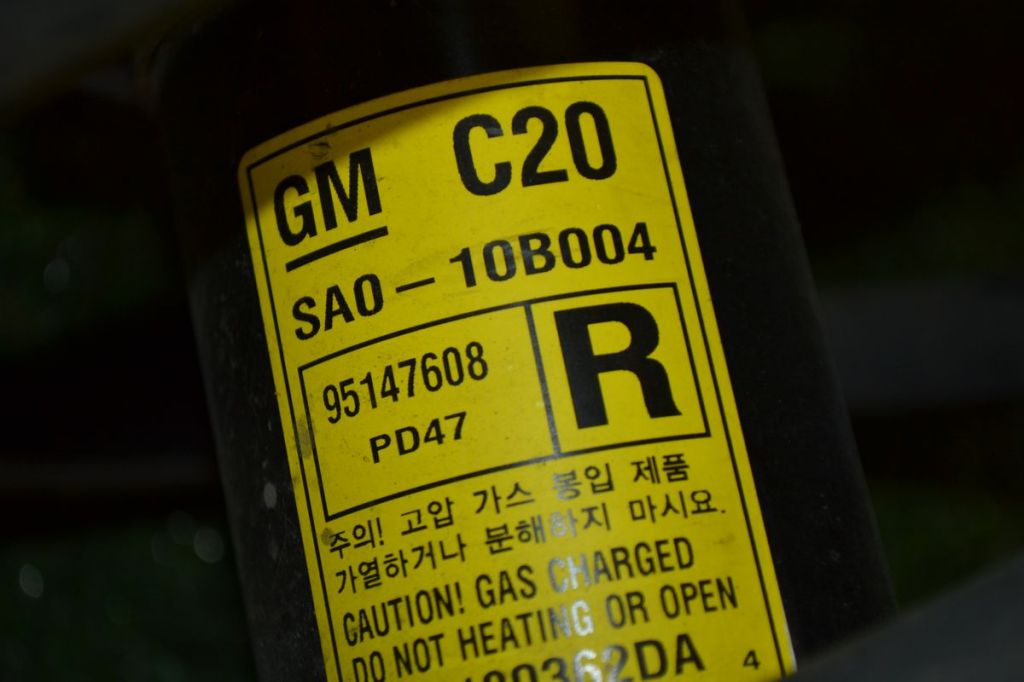 GM C20
SA0 - 10B004
95147608
PD47
R
주의! 고압 가스 봉입 제품
가열하거나 분해하지 마시요.
CAUTION! GAS CHARGED
DO NOT HEATING OR OPEN
4